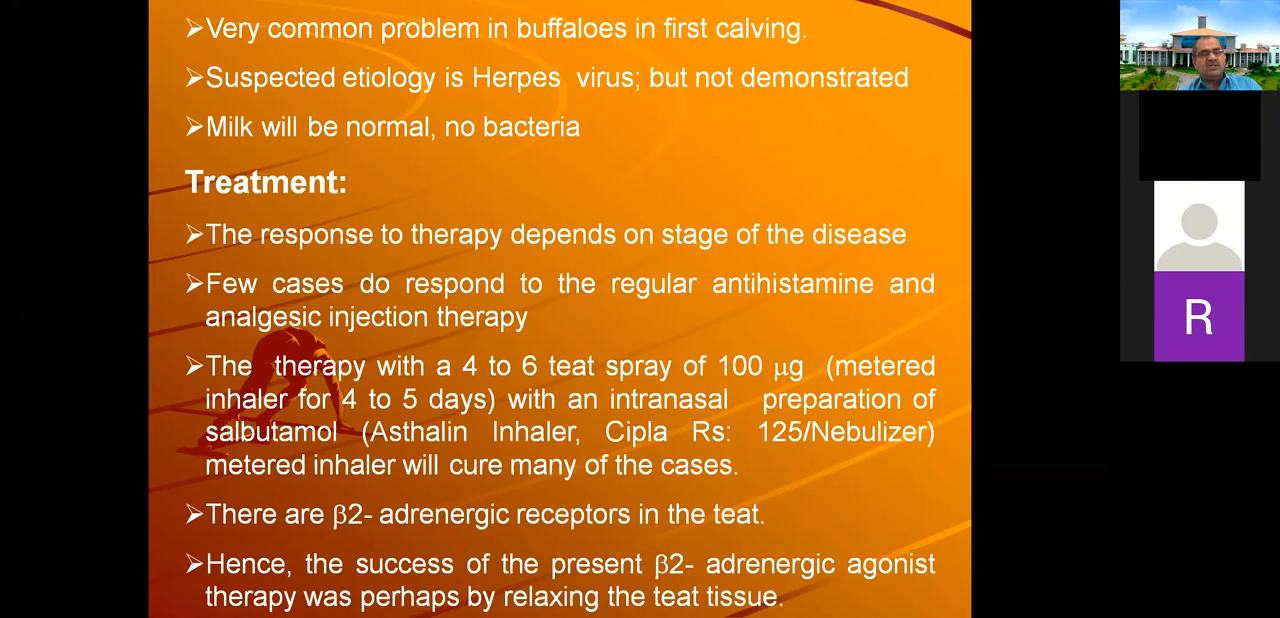 ➢Very common problem in buffaloes in first calving.
➢Suspected etiology is Herpes virus; but not demonstrated
➢Milk will be normal, no bacteria
Treatment:
➢The response to therapy depends on stage of the disease
➢Few cases do respond to the regular antihistamine and
analgesic injection therapy
➢The therapy with a 4 to 6 teat spray of 100 μg (metered
inhaler for 4 to 5 days) with an intranasal preparation of
salbutamol (Asthalin Inhaler, Cipla Rs: 125/Nebulizer)
metered inhaler will cure many of the cases.
➢There are β2- adrenergic receptors in the teat.
➢Hence, the success of the present β2- adrenergic agonist
therapy was perhaps by relaxing the teat tissue.
R